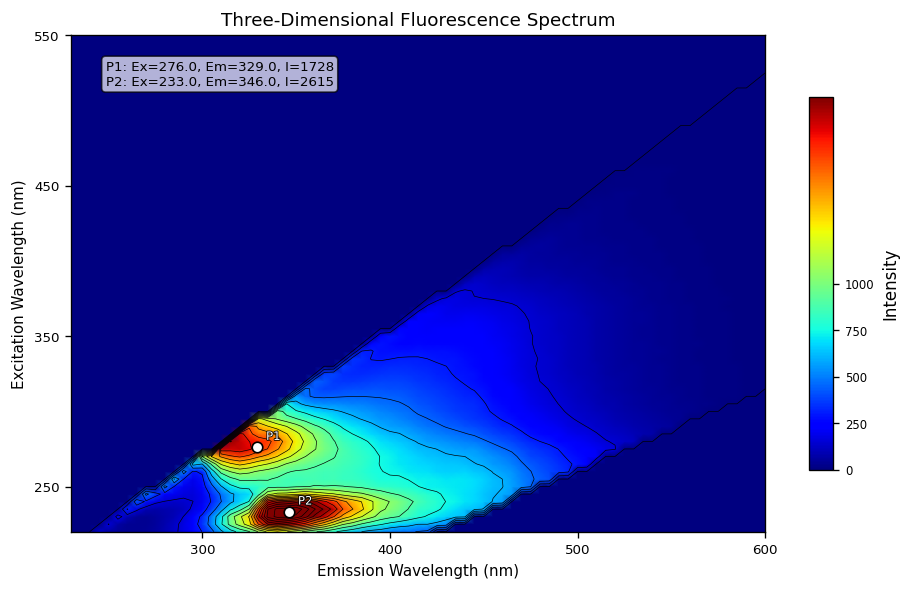 Three-Dimensional Fluorescence Spectrum
P1: Ex=276.0, Em=329.0, I=1728
P2: Ex=233.0, Em=346.0, I=2615
550
450
350
250
Excitation Wavelength (nm)
P1
P2
300
400
500
600
Emission Wavelength (nm)
1000
750
500
250
0
Intensity